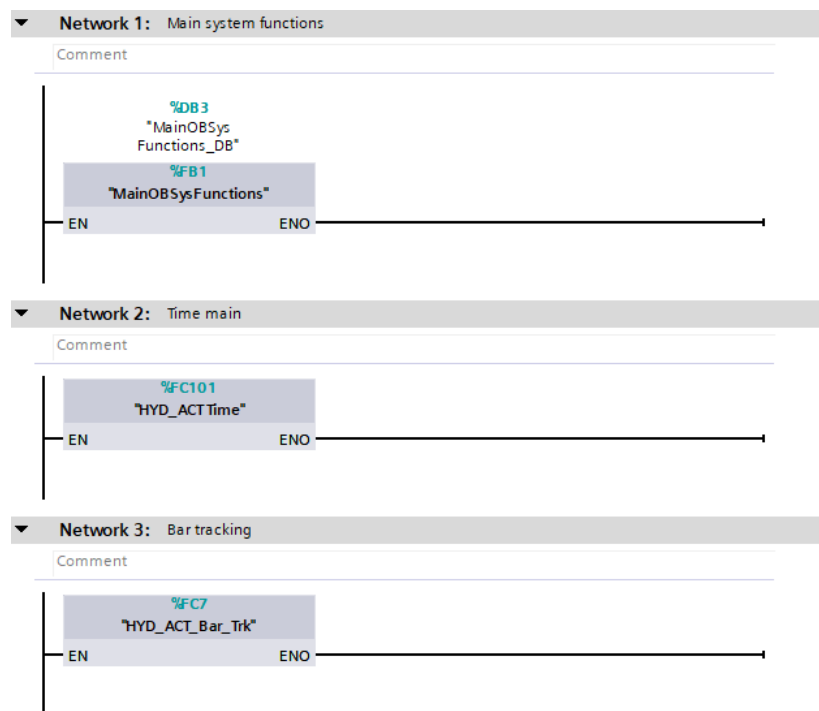 Network 1: Main system functions
Comment
%DB3
"MainOBSys
Functions_DB"
%FB1
"MainOBSysFunctions"
EN ENO
Network 2: Time main
Comment
%FC101
"HYD_ACTTime"
EN ENO
Network 3: Bar tracking
Comment
%FC7
"HYD_ACT_Bar_Trk"
EN ENO